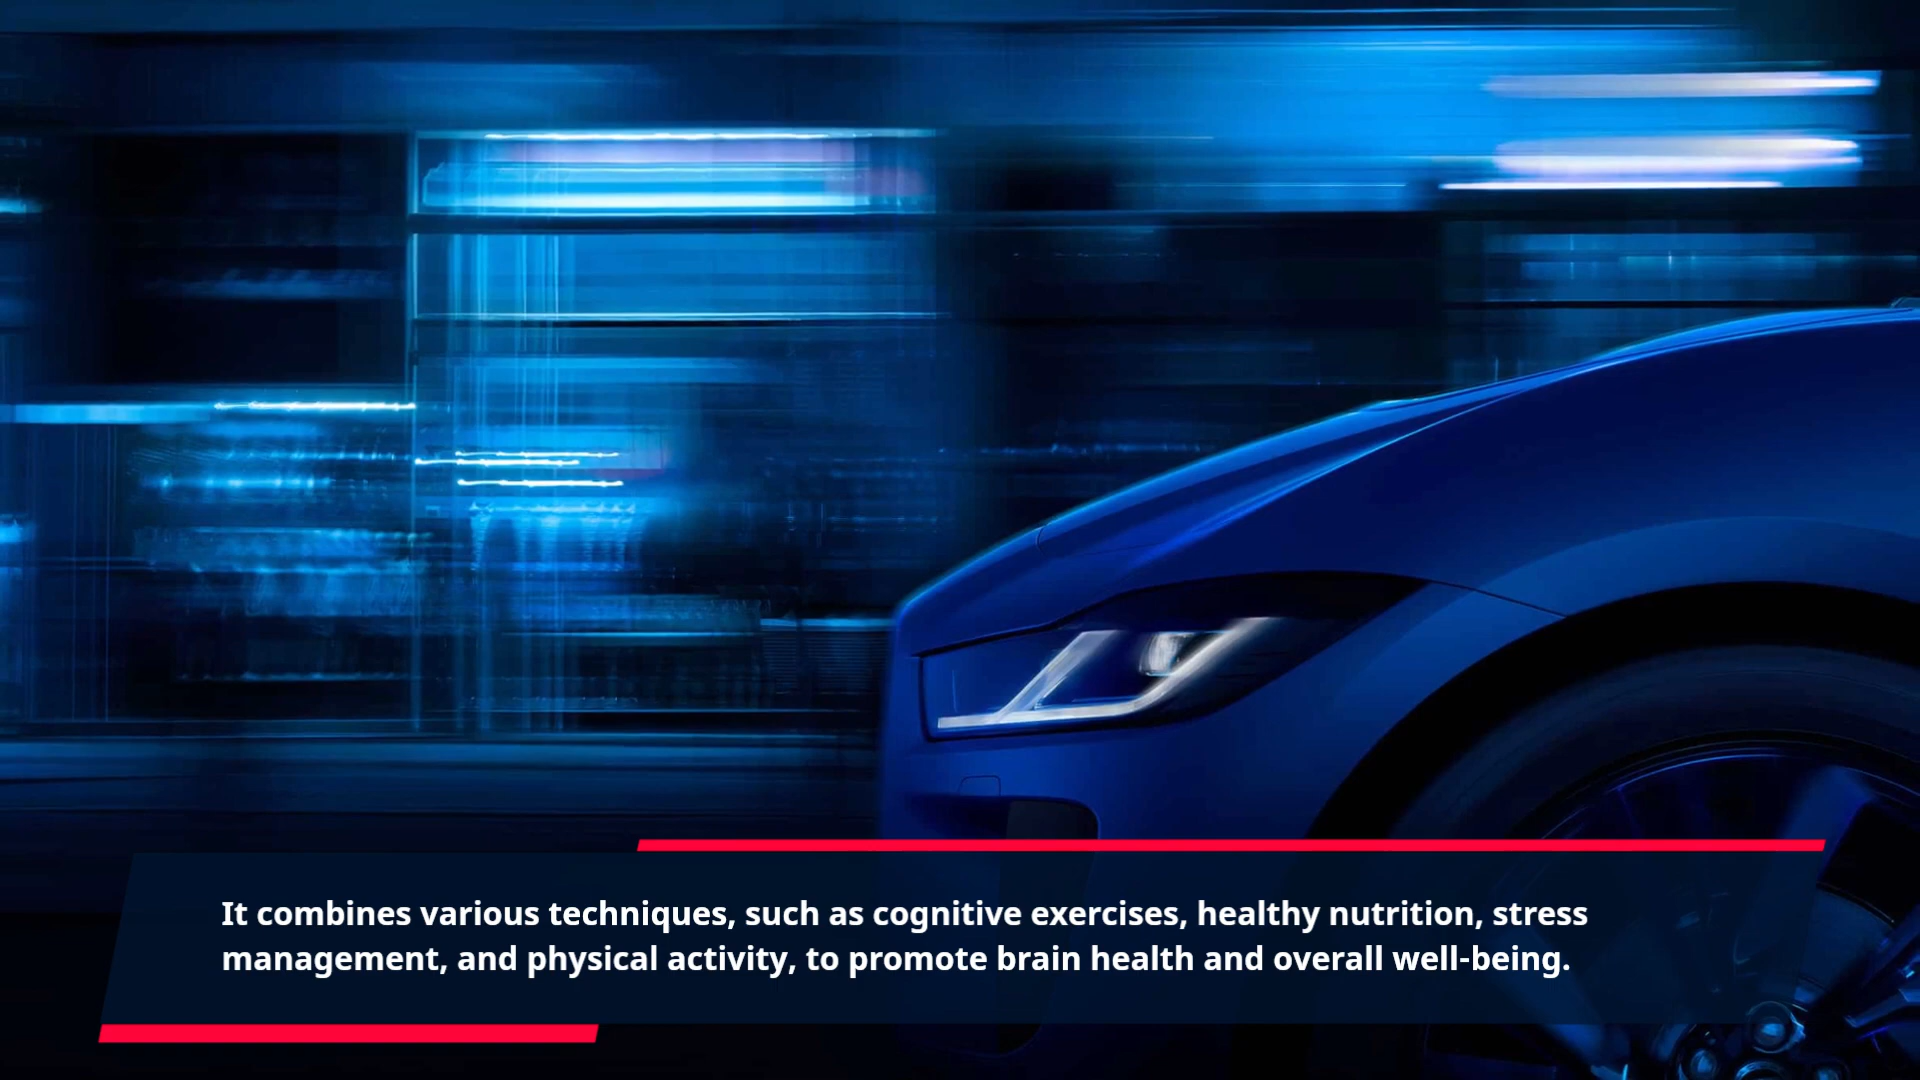 It combines various techniques, such as cognitive exercises, healthy nutrition, stress
management, and physical activity, to promote brain health and overall well-being.